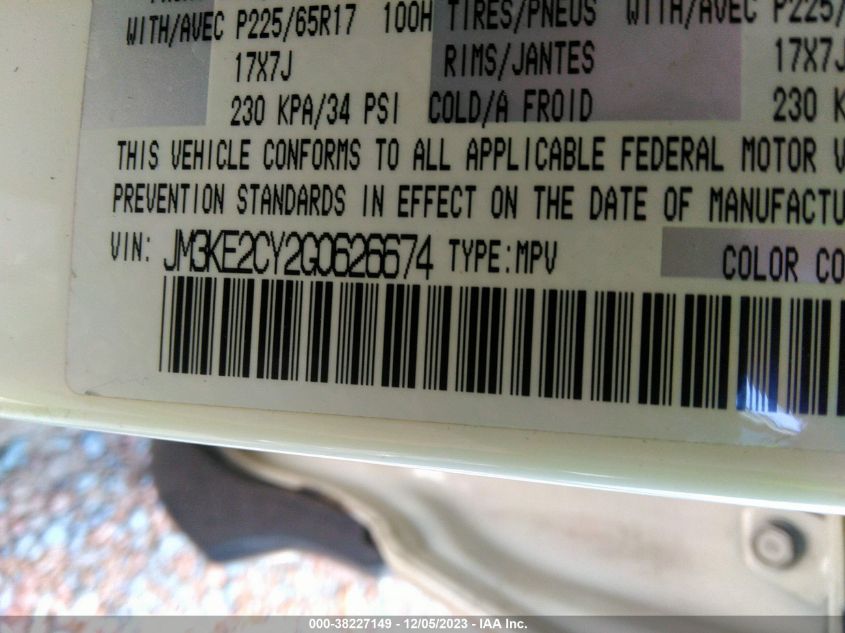 WITH/AVEC P225/65R17 100H TIRES/PNEUS WITH/AVEC P225/
17X7J RIMS/JANTES 17X7J
230 KPA/34 PSI COLD/A FROID 230 K
THIS VEHICLE CONFORMS TO ALL APPLICABLE FEDERAL MOTOR V
PREVENTION STANDARDS IN EFFECT ON THE DATE OF MANUFACTU
VIN: JM3KE2CY2G0626674 TYPE:MPV COLOR CO
000-38227149 - 12/05/2023 - IAA Inc.